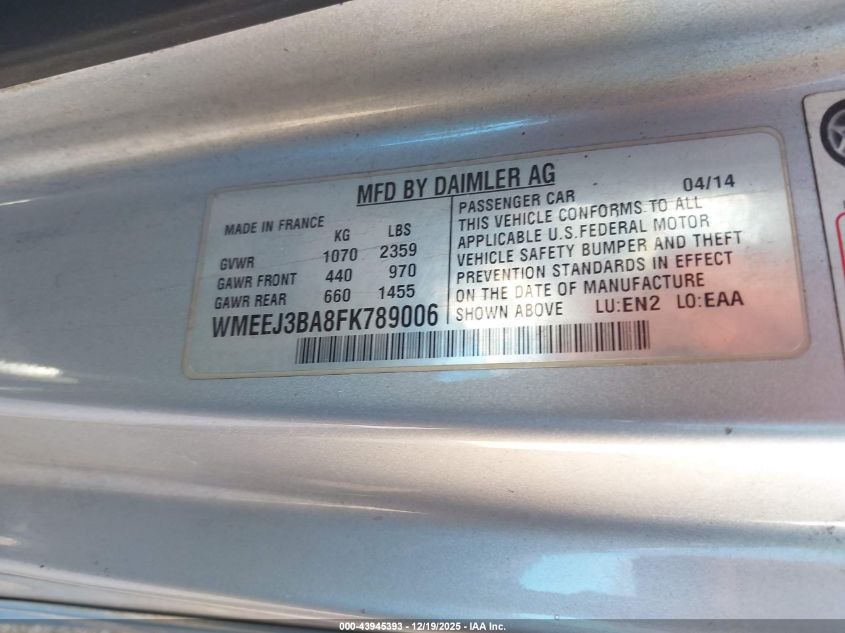 MFD BY DAIMLER AG
04/14
MADE IN FRANCE
KG LBS
GVWR 1070 2359
GAWR FRONT 440 970
GAWR REAR 660 1455
WMEEJ3BA8FK789006
PASSENGER CAR
THIS VEHICLE CONFORMS TO ALL
APPLICABLE U.S.FEDERAL MOTOR
VEHICLE SAFETY BUMPER AND THEFT
PREVENTION STANDARDS IN EFFECT
ON THE DATE OF MANUFACTURE
SHOWN ABOVE LU:EN2 LO:EAA
000-43945393 - 12/19/2025 - IAA Inc.